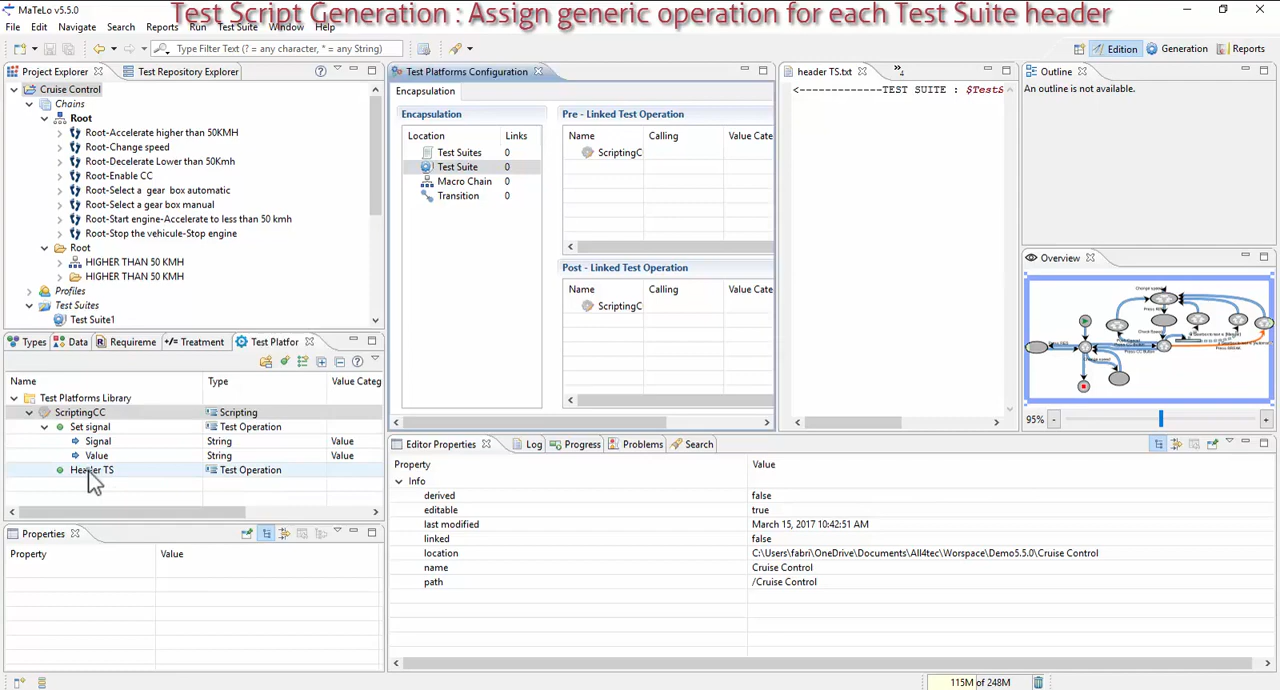 MaTeLo v5.5.0
Test Script Generation : Assign generic operation for each Test Suite header
File Edit Navigate Search Reports Run Test Suite Window Help
Type Filter Text (? = any character, * = any String)
Edition Generation Reports
Project Explorer
Test Repository Explorer
Cruise Control
Chains
Root
Root-Accelerate higher than 50KMH
Root-Change speed
Root-Decelerate Lower than 50Kmh
Root-Enable CC
Root-Select a gear box automatic
Root-Select a gear box manual
Root-Start engine-Accelerate to less than 50 kmh
Root-Stop the vehicule-Stop engine
Root
HIGHER THAN 50 KMH
HIGHER THAN 50 KMH
Profiles
Test Suites
Test Suite1
Test Platforms Configuration
Encapsulation
Encapsulation
Location Links
Test Suites 0
Test Suite 0
Macro Chain 0
Transition 0
Pre - Linked Test Operation
Name Calling Value Cate
ScriptingC
Post - Linked Test Operation
Name Calling Value Cate
ScriptingC
header TS.txt
<-------------TEST SUITE : $TestS
Outline
An outline is not available.
Overview
95%
Types Data Requireme Treatment Test Platfor
Name Type Value Categ
Test Platforms Library
ScriptingCC Scripting
Set signal Test Operation
Signal String Value
Value String Value
Header TS Test Operation
Properties
Property Value
Editor Properties Log Progress Problems Search
Property Value
Info
derived false
editable true
last modified March 15, 2017 10:42:51 AM
linked false
location C:\Users\fabri\OneDrive\Documents\All4tec\Worspace\Demo5.5.0\Cruise Control
name Cruise Control
path /Cruise Control
115M of 248M